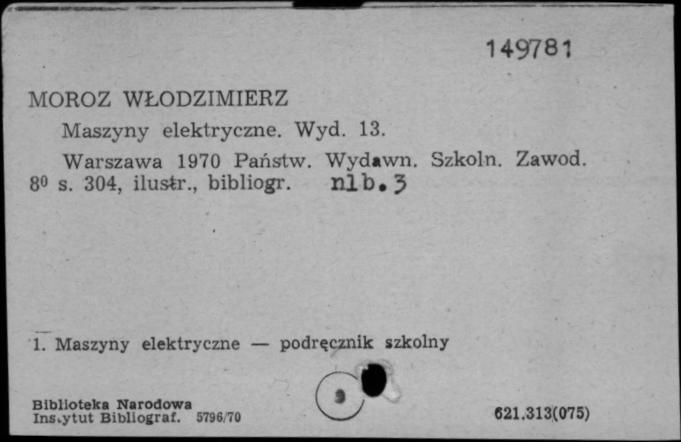 149781
MOROZ WŁODZIMIERZ
Maszyny elektryczne. Wyd. 13.
Warszawa 1970 Państw. Wydawn. Szkoln. Zawod.
8⁰ s. 304, ilustr., bibliogr. nlb.3
1. Maszyny elektryczne — podręcznik szkolny
Biblioteka Narodowa
Instytut Bibliograf. 5796/70
9
621.313(075)